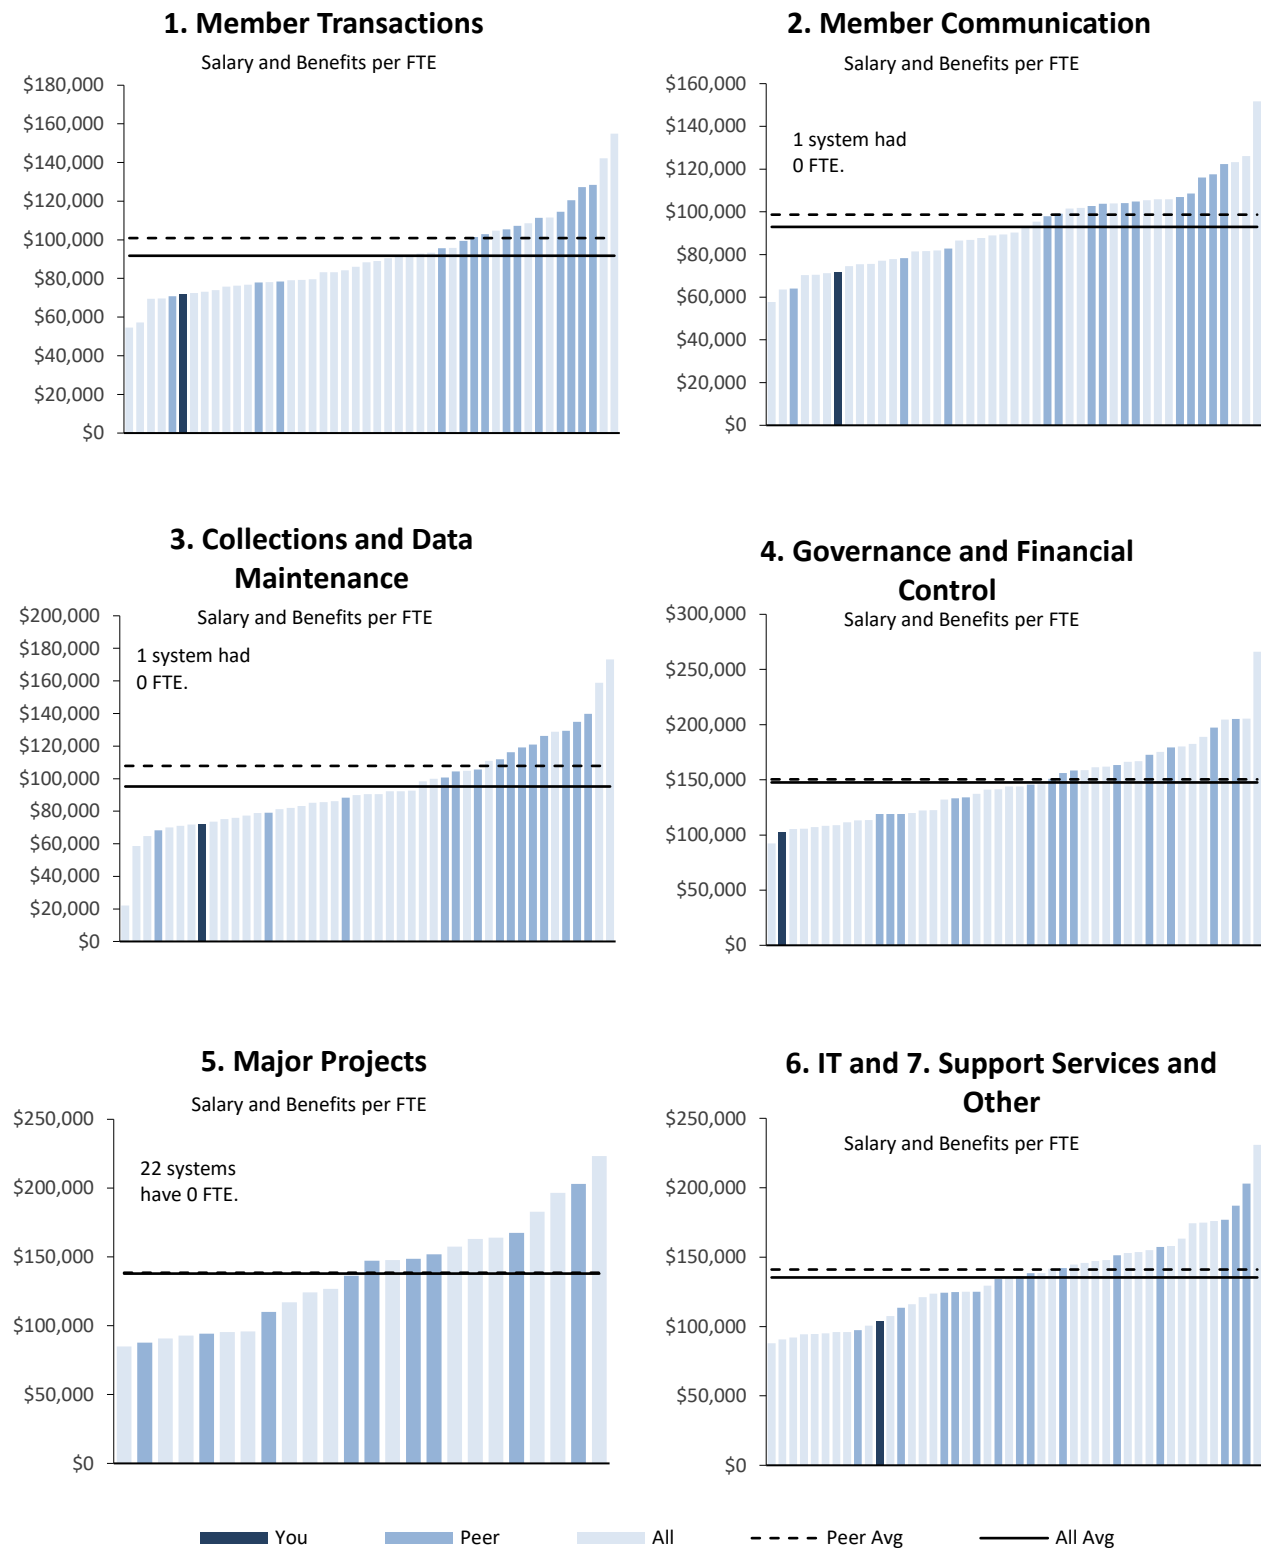 1. Member Transactions
Salary and Benefits per FTE
$180,000
$160,000
$140,000
$120,000
$100,000
$80,000
$60,000
$40,000
$20,000
$0
2. Member Communication
Salary and Benefits per FTE
$160,000
$140,000
$120,000
$100,000
$80,000
$60,000
$40,000
$20,000
$0
1 system had
0 FTE.
3. Collections and Data
Maintenance
Salary and Benefits per FTE
$200,000
$180,000
$160,000
$140,000
$120,000
$100,000
$80,000
$60,000
$40,000
$20,000
$0
1 system had
0 FTE.
4. Governance and Financial
Control
Salary and Benefits per FTE
$300,000
$250,000
$200,000
$150,000
$100,000
$50,000
$0
5. Major Projects
Salary and Benefits per FTE
$250,000
$200,000
$150,000
$100,000
$50,000
$0
22 systems
have 0 FTE.
6. IT and 7. Support Services and
Other
Salary and Benefits per FTE
$250,000
$200,000
$150,000
$100,000
$50,000
$0
You
Peer
All
Peer Avg
All Avg